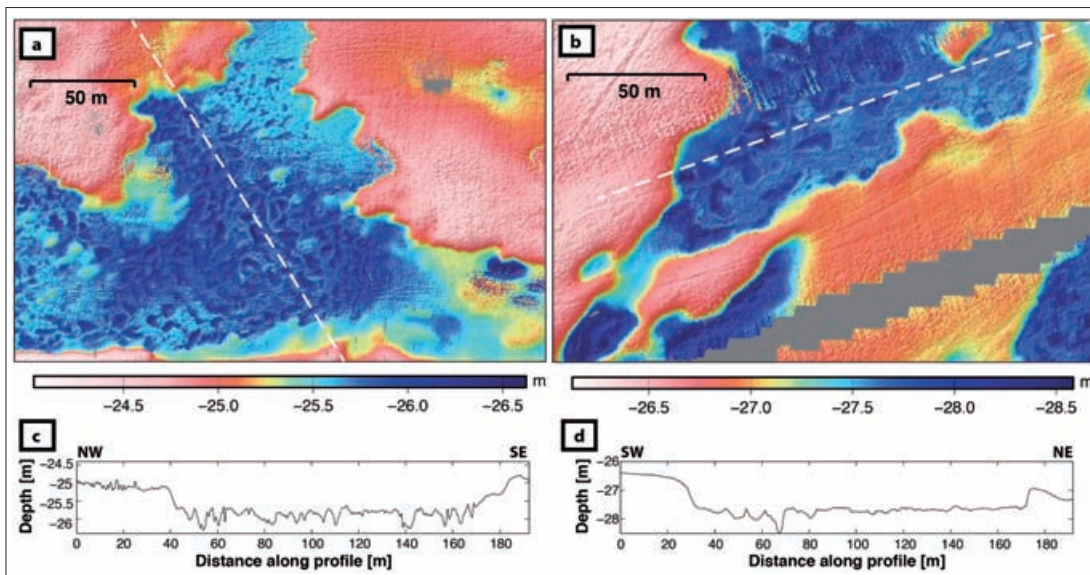 a
50 m
b
50 m
−24.5 −25.0 −25.5 −26.0 −26.5 m
−26.5 −27.0 −27.5 −28.0 −28.5 m
c
NW SE
Depth [m]
−24.5
−25
−25.5
−26
0 20 40 60 80 100 120 140 160 180
Distance along profile [m]
d
SW NE
Depth [m]
−26
−27
−28
0 20 40 60 80 100 120 140 160 180
Distance along profile [m]